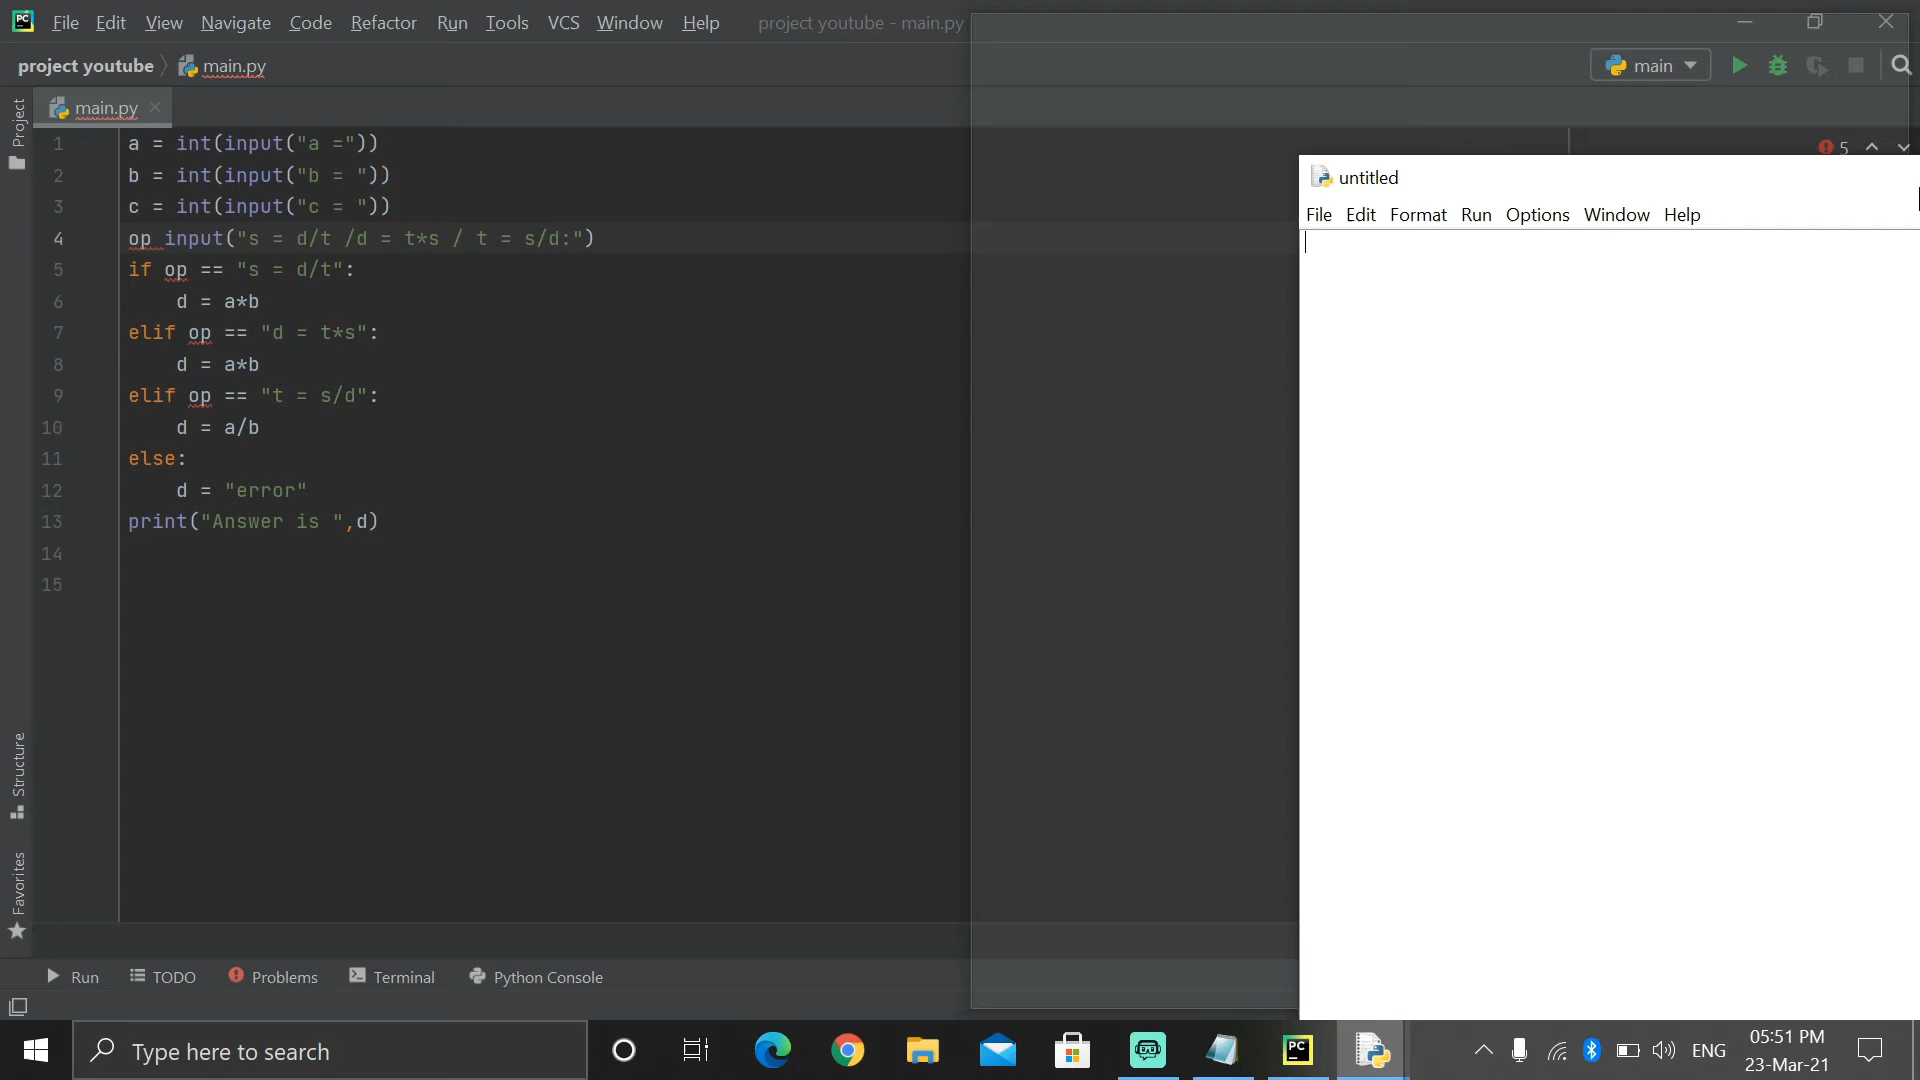 File Edit View Navigate Code Refactor Run Tools VCS Window Help project youtube - main.py
project youtube main.py main
main.py
Project
5
1 a = int(input("a ="))
2 b = int(input("b = "))
3 c = int(input("c = "))
4 op input("s = d/t /d = t*s / t = s/d:")
5 if op == "s = d/t":
6 d = a*b
7 elif op == "d = t*s":
8 d = a*b
9 elif op == "t = s/d":
10 d = a/b
11 else:
12 d = "error"
13 print("Answer is ",d)
14
15
untitled
File Edit Format Run Options Window Help
Structure
Favorites
Run TODO Problems Terminal Python Console
Type here to search
PC
ENG
05:51 PM
23-Mar-21